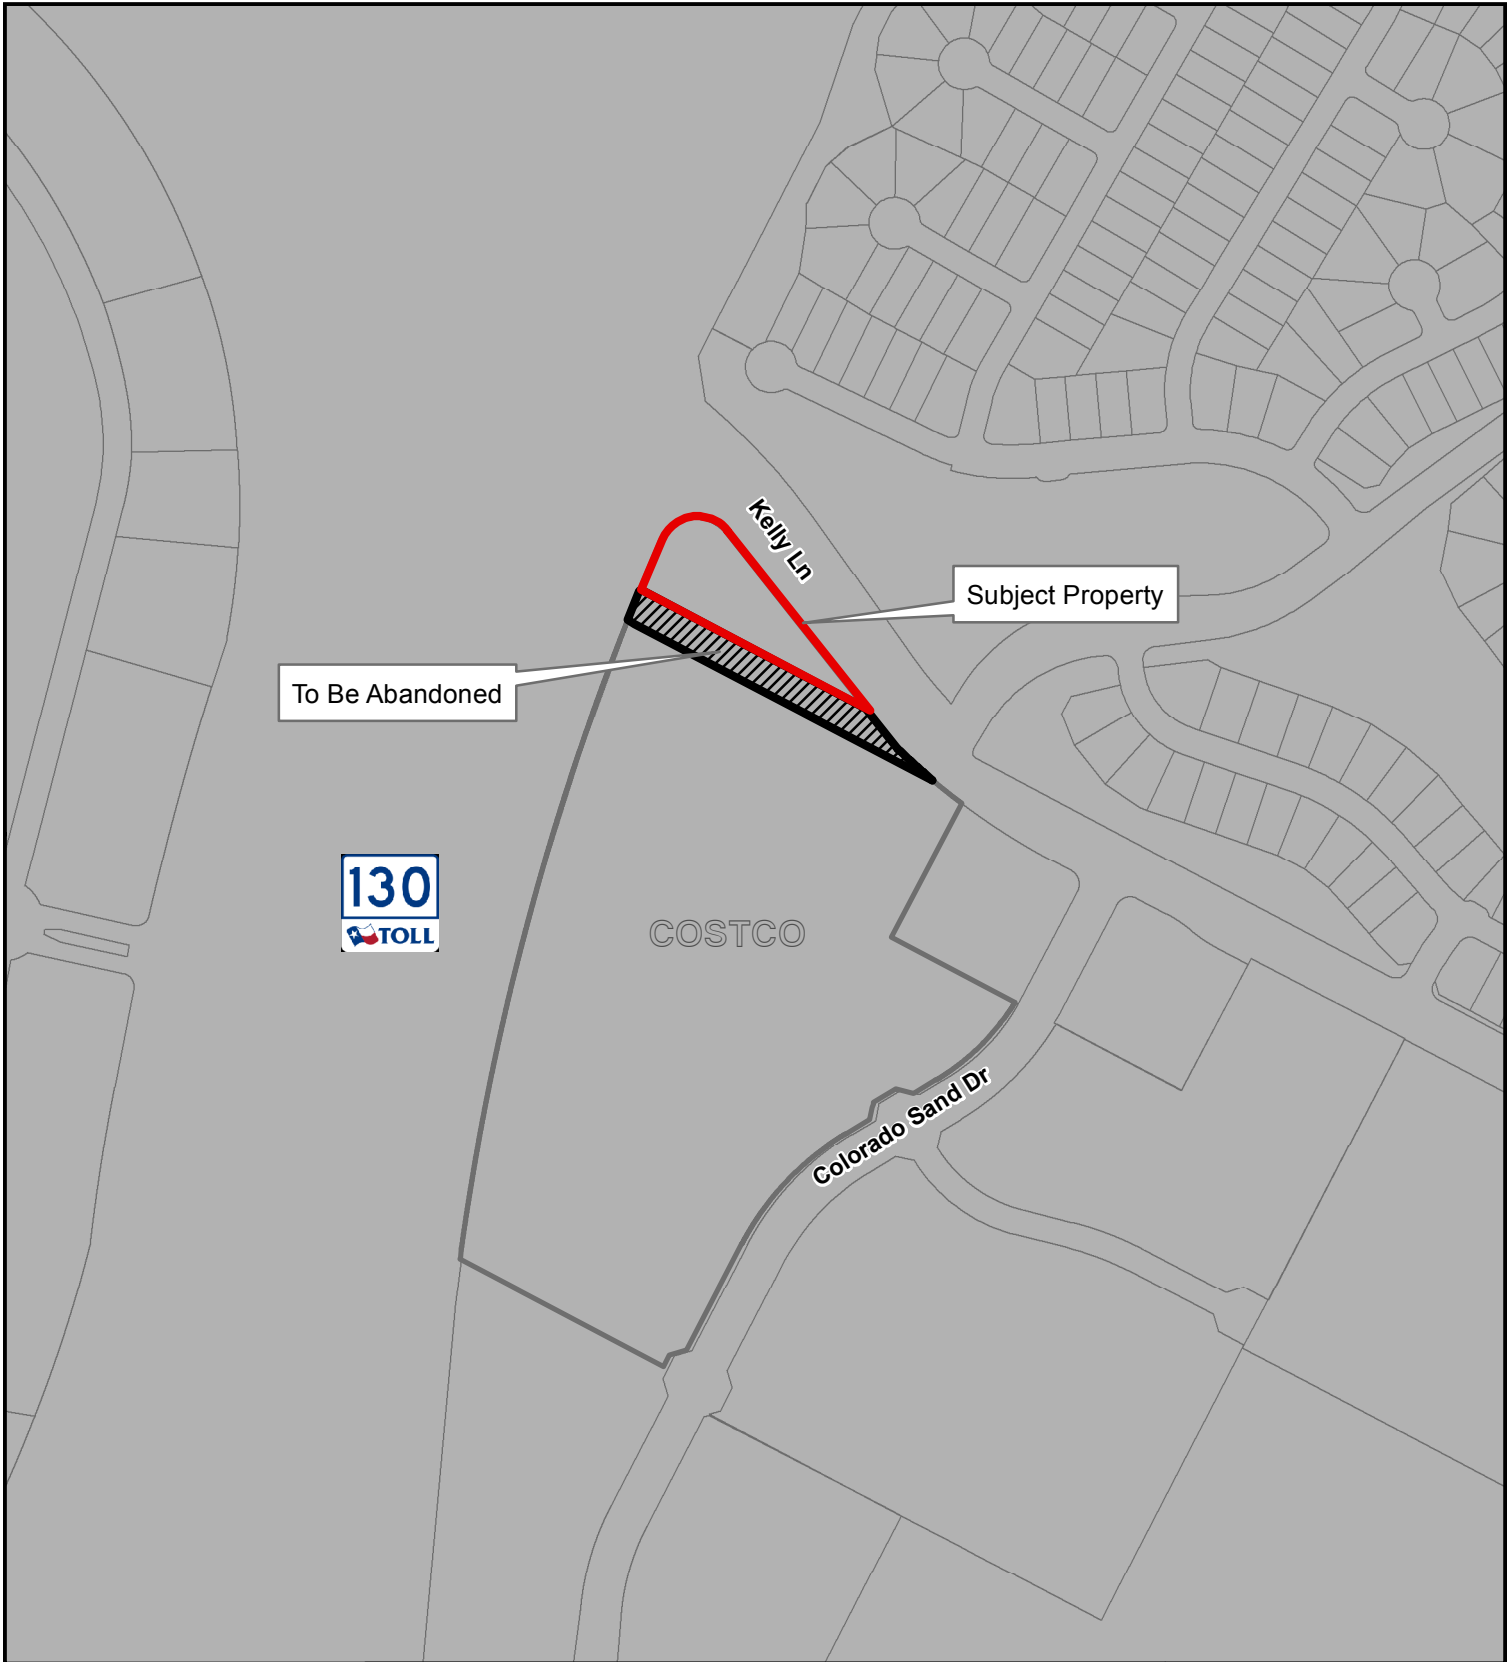 Kelly Ln
Subject Property
To Be Abandoned
130
TOLL
COSTCO
Colorado Sand Dr